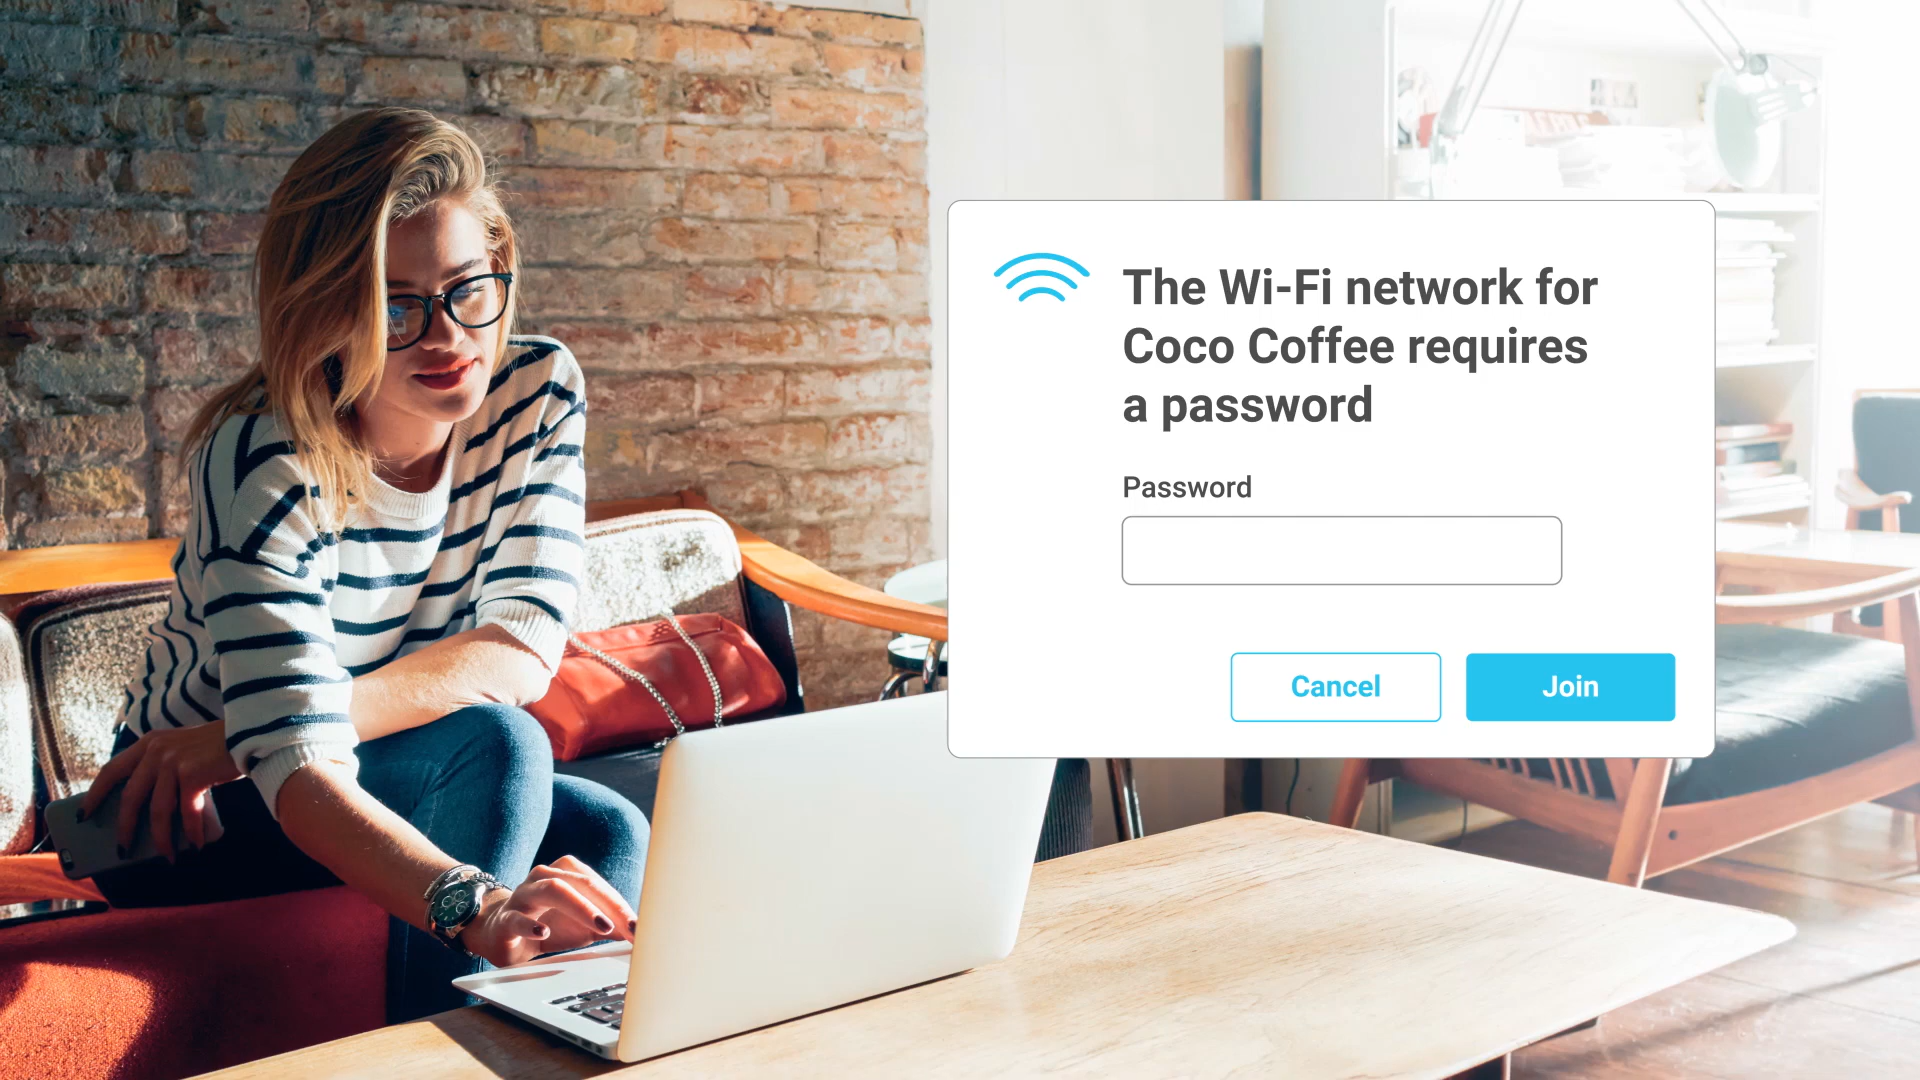 The Wi-Fi network for
Coco Coffee requires
a password
Password
Cancel
Join